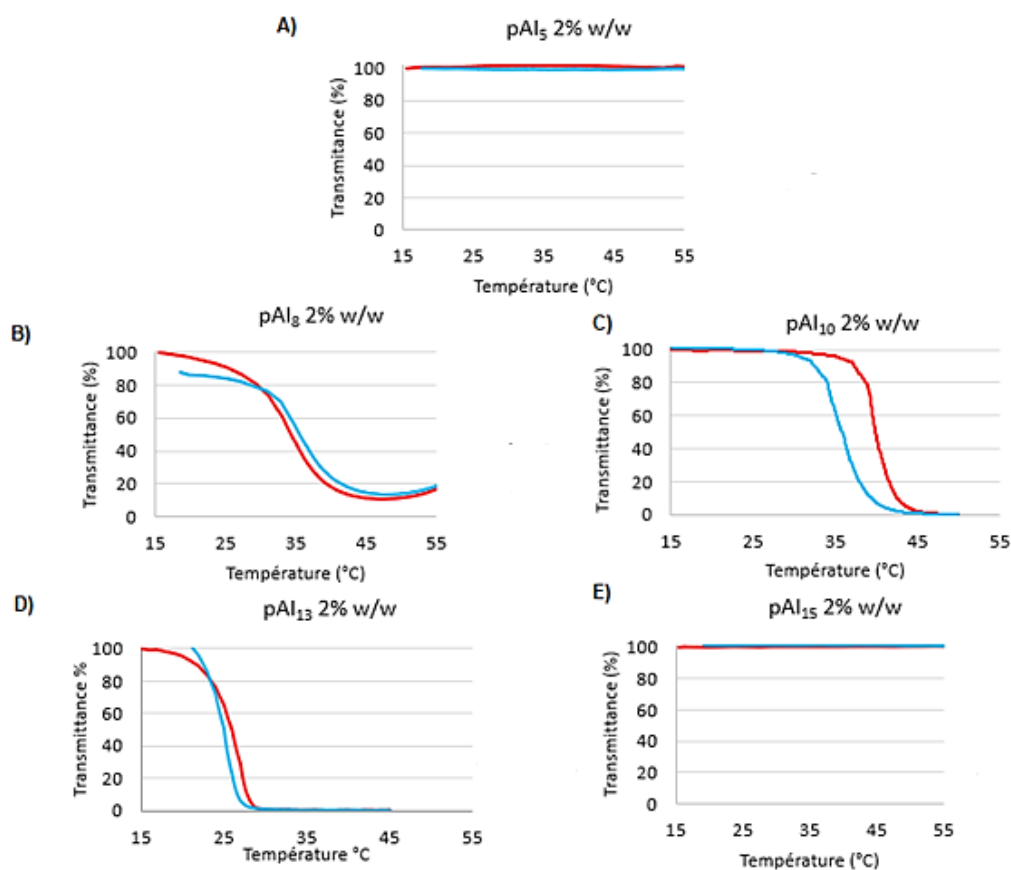 A)
pAI5 2% w/w
Transmitance (%)
100
80
60
40
20
0
15 25 35 45 55
Température (°C)
B)
pAI8 2% w/w
Transmittance (%)
100
80
60
40
20
0
15 25 35 45 55
Température (°C)
C)
pAI10 2% w/w
Transmittance (%)
100
80
60
40
20
0
15 25 35 45 55
Température (°C)
D)
pAI13 2% w/w
Transmittance %
100
80
60
40
20
0
15 25 35 45 55
Température °C
E)
pAI15 2% w/w
Transmittance (%)
100
80
60
40
20
0
15 25 35 45 55
Température (°C)